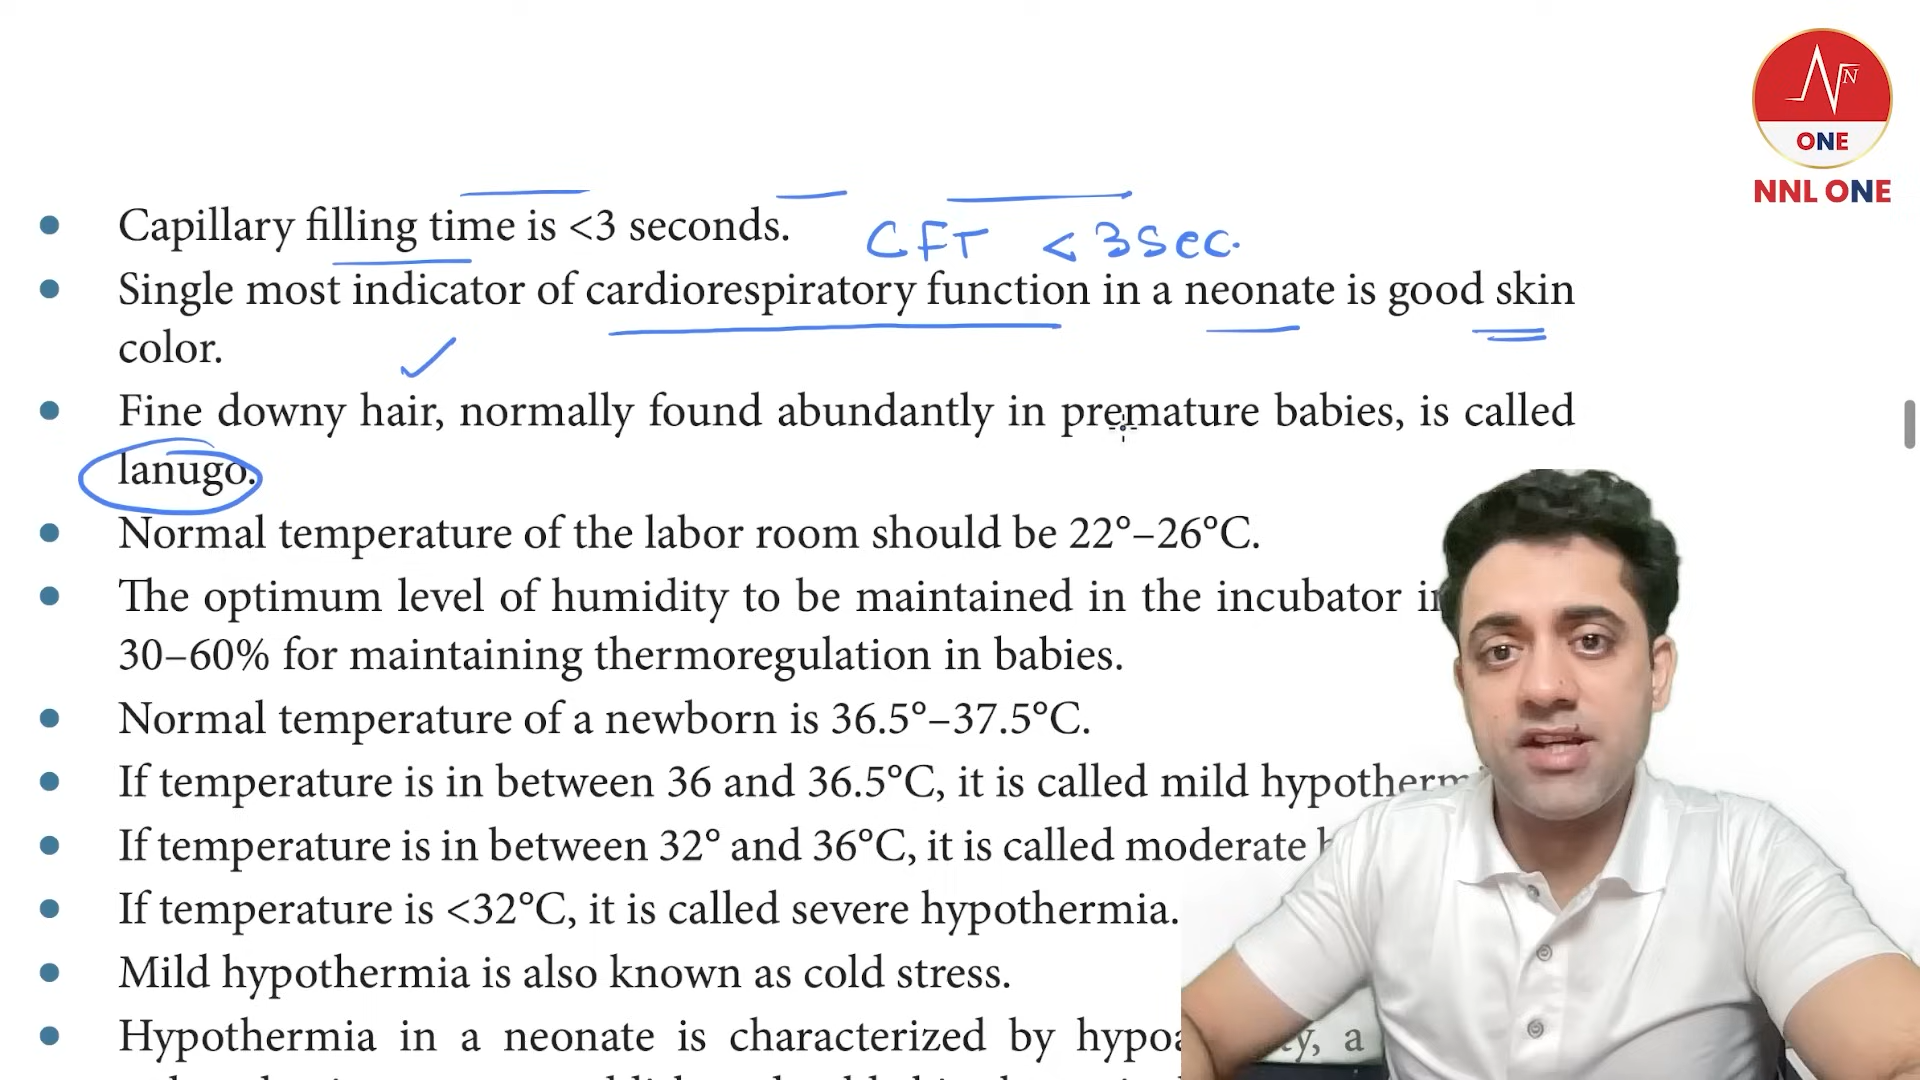 N
ONE
NNL ONE
Capillary filling time is <3 seconds.
CFT <3Sec.
Single most indicator of cardiorespiratory function in a neonate is good skin
color.
Fine downy hair, normally found abundantly in premature babies, is called
lanugo.
Normal temperature of the labor room should be 22°–26°C.
The optimum level of humidity to be maintained in the incubator
30–60% for maintaining thermoregulation in babies.
Normal temperature of a newborn is 36.5°–37.5°C.
If temperature is in between 36 and 36.5°C, it is called mild
If temperature is in between 32° and 36°C, it is called moderate
If temperature is <32°C, it is called severe hypothermia.
Mild hypothermia is also known as cold stress.
Hypothermia in a neonate is characterized by
a